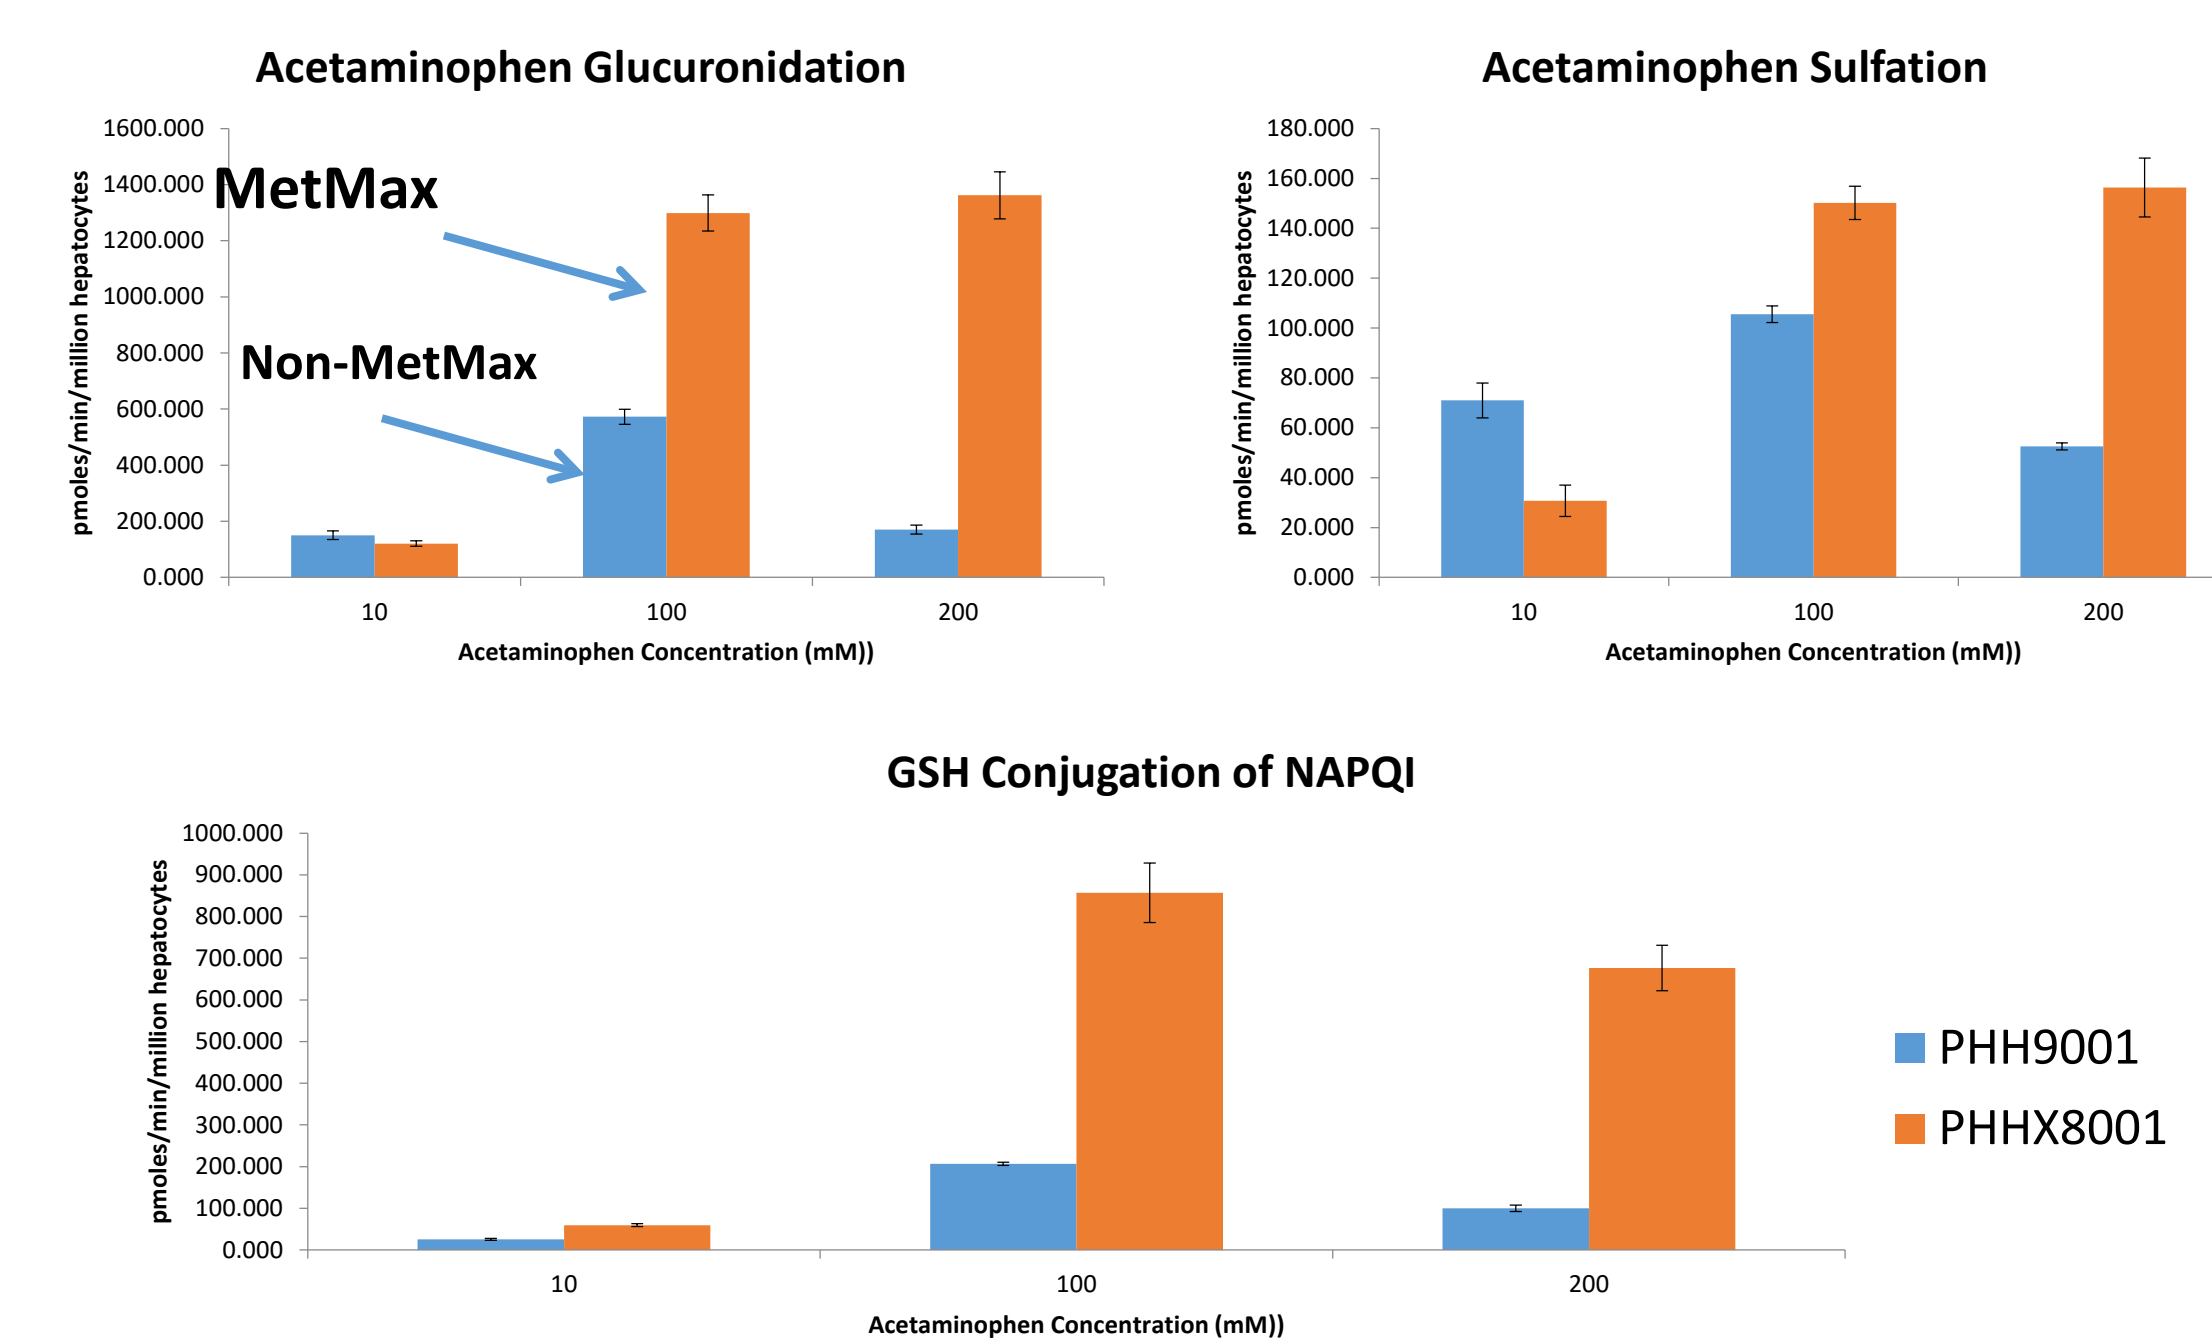 Acetaminophen Glucuronidation
pmoles/min/million hepatocytes
1600.000
1400.000
1200.000
1000.000
800.000
600.000
400.000
200.000
0.000
MetMax
Non-MetMax
10 100 200
Acetaminophen Concentration (mM))
Acetaminophen Sulfation
pmoles/min/million hepatocytes
180.000
160.000
140.000
120.000
100.000
80.000
60.000
40.000
20.000
0.000
10 100 200
Acetaminophen Concentration (mM))
GSH Conjugation of NAPQI
pmoles/min/million hepatocytes
1000.000
900.000
800.000
700.000
600.000
500.000
400.000
300.000
200.000
100.000
0.000
10 100 200
Acetaminophen Concentration (mM))
PHH9001
PHHX8001